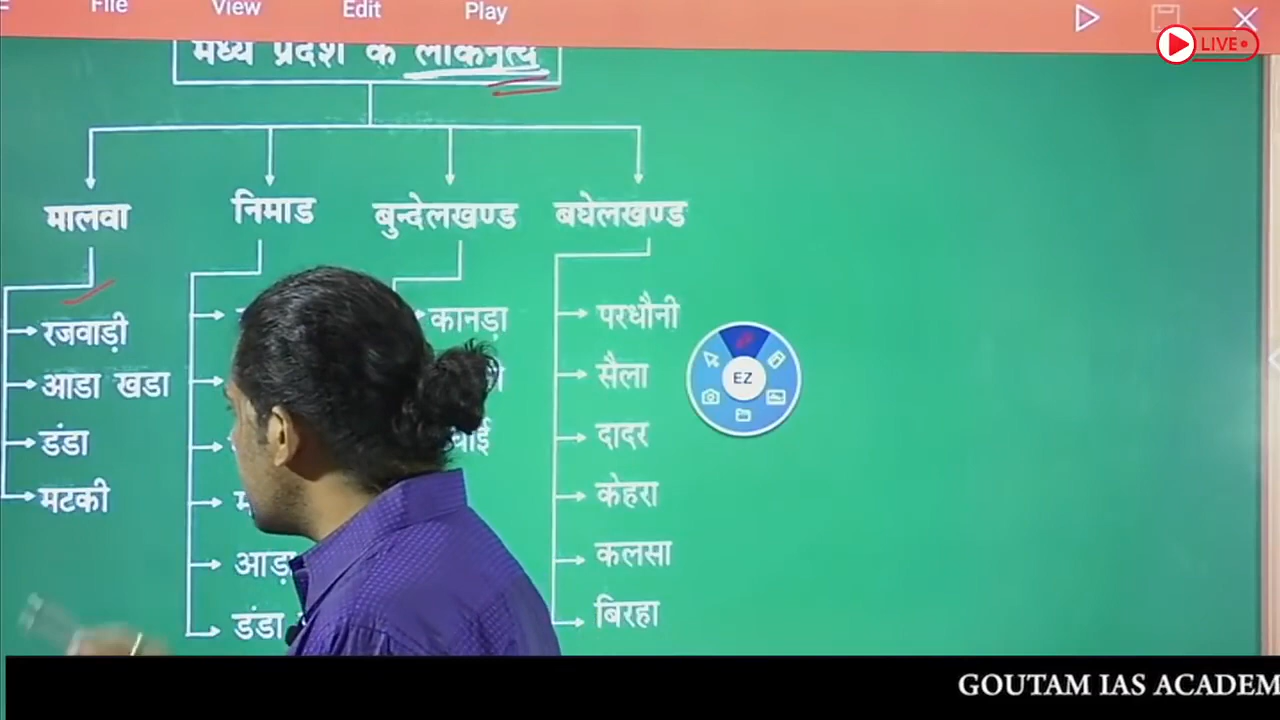 File View Edit Play
LIVE
मध्य प्रदेश के लोकनृत्य
मालवा
रजवाड़ी
आडा खडा
डंडा
मटकी
निमाड
डंडा
बुन्देलखण्ड
कानड़ा
बघेलखण्ड
परधौनी
सैला
दादर
केहरा
कलसा
बिरहा
EZ
GOUTAM IAS ACADEM